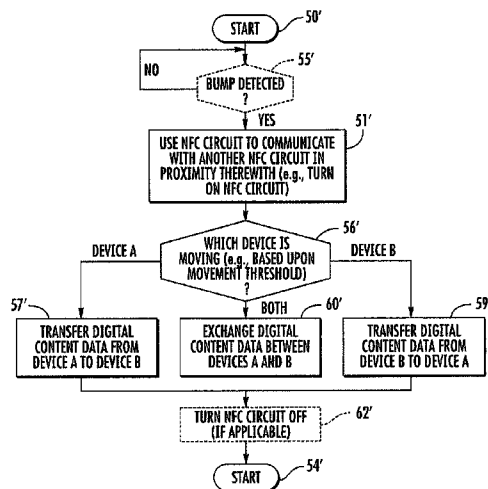 START
50'
55'
NO
BUMP DETECTED
?
YES
51'
USE NFC CIRCUIT TO COMMUNICATE
WITH ANOTHER NFC CIRCUIT IN
PROXIMITY THEREWITH (e.g., TURN
ON NFC CIRCUIT)
56'
DEVICE A
WHICH DEVICE IS
MOVING (e.g., BASED UPON
MOVEMENT THRESHOLD)
?
DEVICE B
57'
BOTH
60'
59
TRANSFER DIGITAL
CONTENT DATA FROM
DEVICE A TO DEVICE B
EXCHANGE DIGITAL
CONTENT DATA BETWEEN
DEVICES A AND B
TRANSFER DIGITAL
CONTENT DATA FROM
DEVICE B TO DEVICE A
TURN NFC CIRCUIT OFF
(IF APPLICABLE)
62'
START
54'